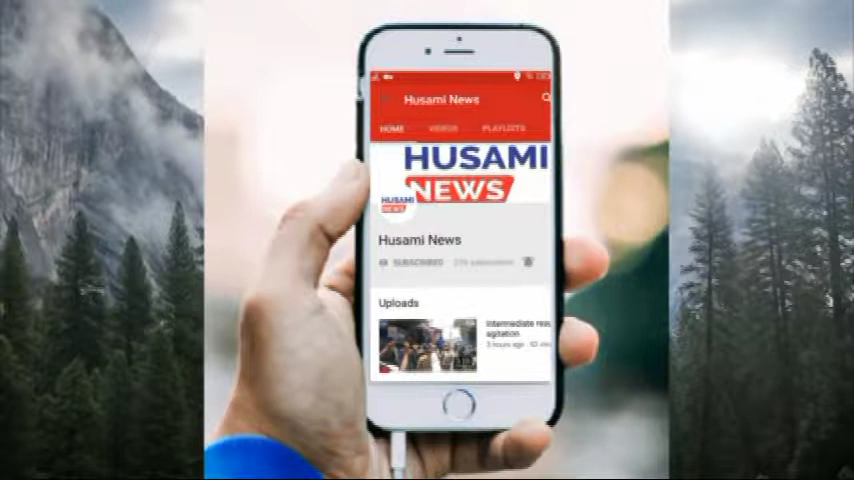 Husami News
HOME VIDEOS PLAYLISTS
HUSAMI
NEWS
HUSAMI
NEWS
Husami News
SUBSCRIBED
Uploads
Intermediate
agitation
3 hours ago